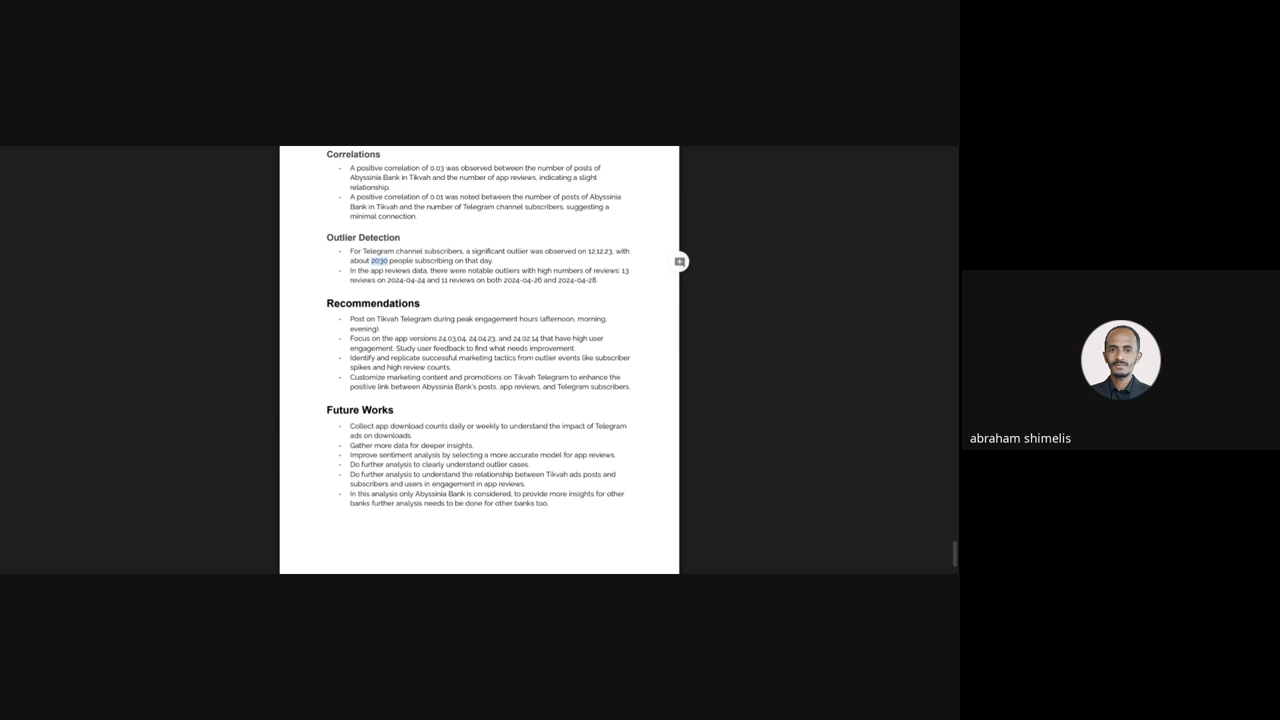 Correlations
- A positive correlation of 0.03 was observed between the number of posts of
Abyssinia Bank in Tikvah and the number of app reviews, indicating a slight
relationship.
- A positive correlation of 0.01 was noted between the number of posts of Abyssinia
Bank in Tikvah and the number of Telegram channel subscribers, suggesting a
minimal connection.
Outlier Detection
- For Telegram channel subscribers, a significant outlier was observed on 12.12.23, with
about 2030 people subscribing on that day.
- In the app reviews data, there were notable outliers with high numbers of reviews: 13
reviews on 2024-04-24 and 11 reviews on both 2024-04-26 and 2024-04-28.
Recommendations
- Post on Tikvah Telegram during peak engagement hours (afternoon, morning,
evening).
- Focus on the app versions 24.03.04, 24.04.23, and 24.02.14 that have high user
engagement. Study user feedback to find what needs improvement.
- Identify and replicate successful marketing tactics from outlier events like subscriber
spikes and high review counts.
- Customize marketing content and promotions on Tikvah Telegram to enhance the
positive link between Abyssinia Bank's posts, app reviews, and Telegram subscribers.
Future Works
- Collect app download counts daily or weekly to understand the impact of Telegram
ads on downloads.
- Gather more data for deeper insights.
- Improve sentiment analysis by selecting a more accurate model for app reviews.
- Do further analysis to clearly understand outlier cases.
- Do further analysis to understand the relationship between Tikvah ads posts and
subscribers and users in engagement in app reviews.
- In this analysis only Abyssinia Bank is considered, to provide more insights for other
banks further analysis needs to be done for other banks too.
abraham shimelis